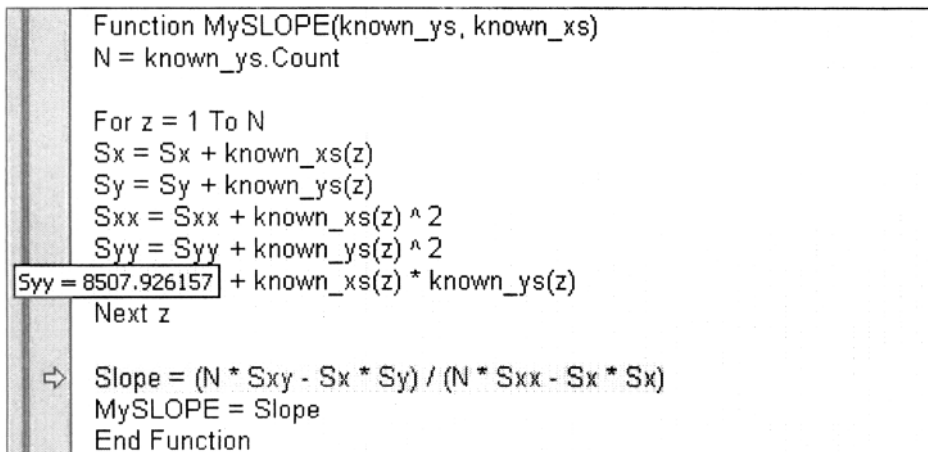 Function MySLOPE(known_ys, known_xs)
N = known_ys.Count
For z = 1 To N
Sx = Sx + known_xs(z)
Sy = Sy + known_ys(z)
Sxx = Sxx + known_xs(z) ^ 2
Syy = Syy + known_ys(z) ^ 2
Syy = 8507.926157 + known_xs(z) * known_ys(z)
Next z
Slope = (N * Sxy - Sx * Sy) / (N * Sxx - Sx * Sx)
MySLOPE = Slope
End Function